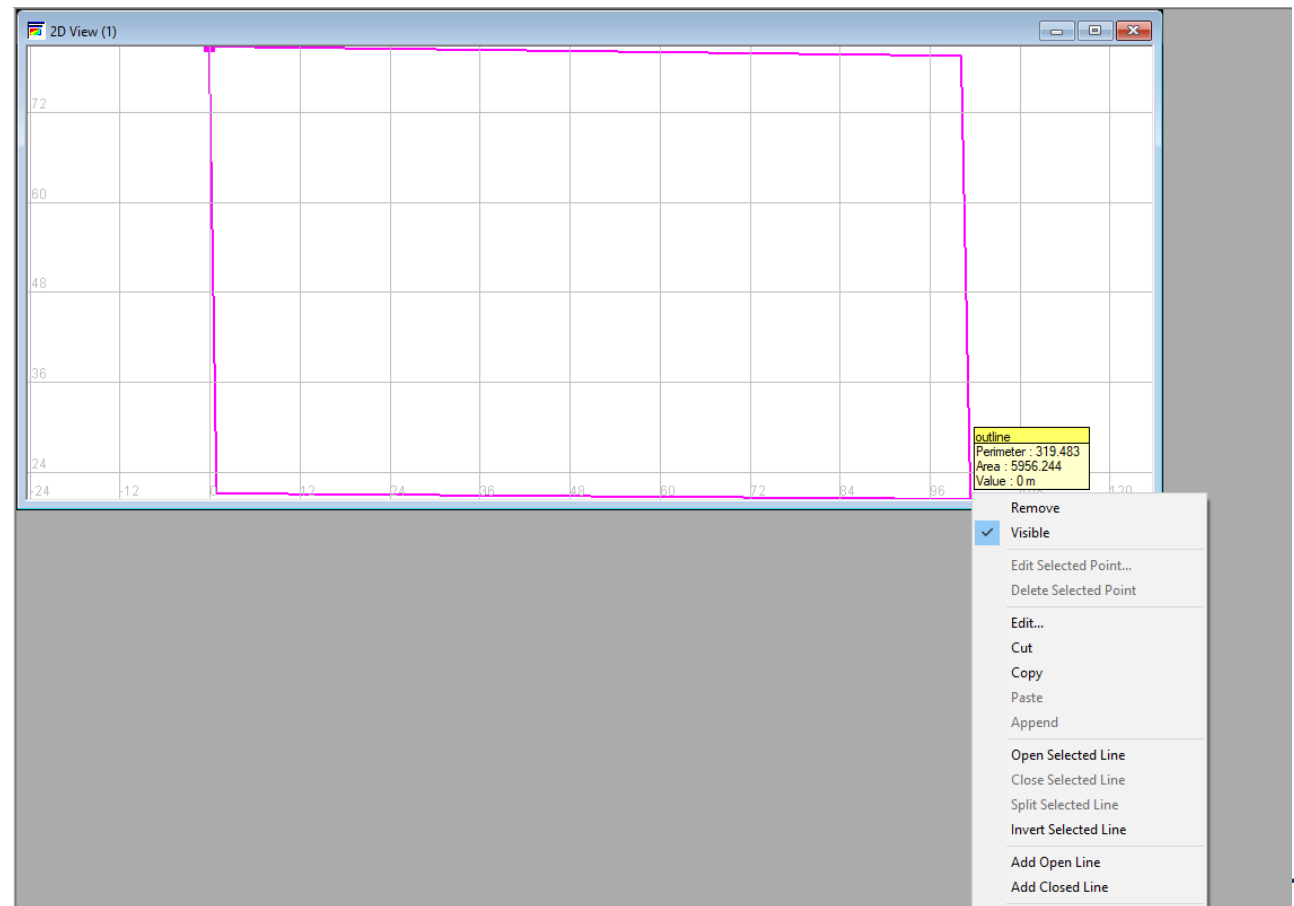 2D View (1)
72
60
48
36
24
-24 -12 0 12 24 36 48 60 72 84 96 108 120
outline
Perimeter : 319.483
Area : 5956.244
Value : 0 m
Remove
Visible
Edit Selected Point...
Delete Selected Point
Edit...
Cut
Copy
Paste
Append
Open Selected Line
Close Selected Line
Split Selected Line
Invert Selected Line
Add Open Line
Add Closed Line